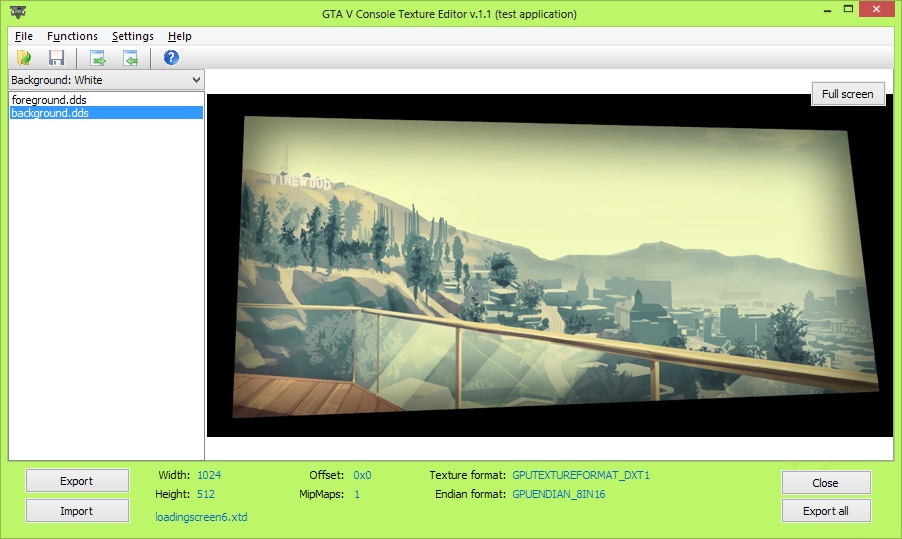 GTA V Console Texture Editor v.1.1 (test application)
File Functions Settings Help
Background: White
Full screen
foreground.dds
background.dds
VINEWOOD
Export
Width: 1024
Offset: 0x0
Texture format: GPUTEXTUREFORMAT_DXT1
Close
Height: 512
MipMaps: 1
Endian format: GPUENDIAN_8IN16
Import
loadingscreen6.xtd
Export all